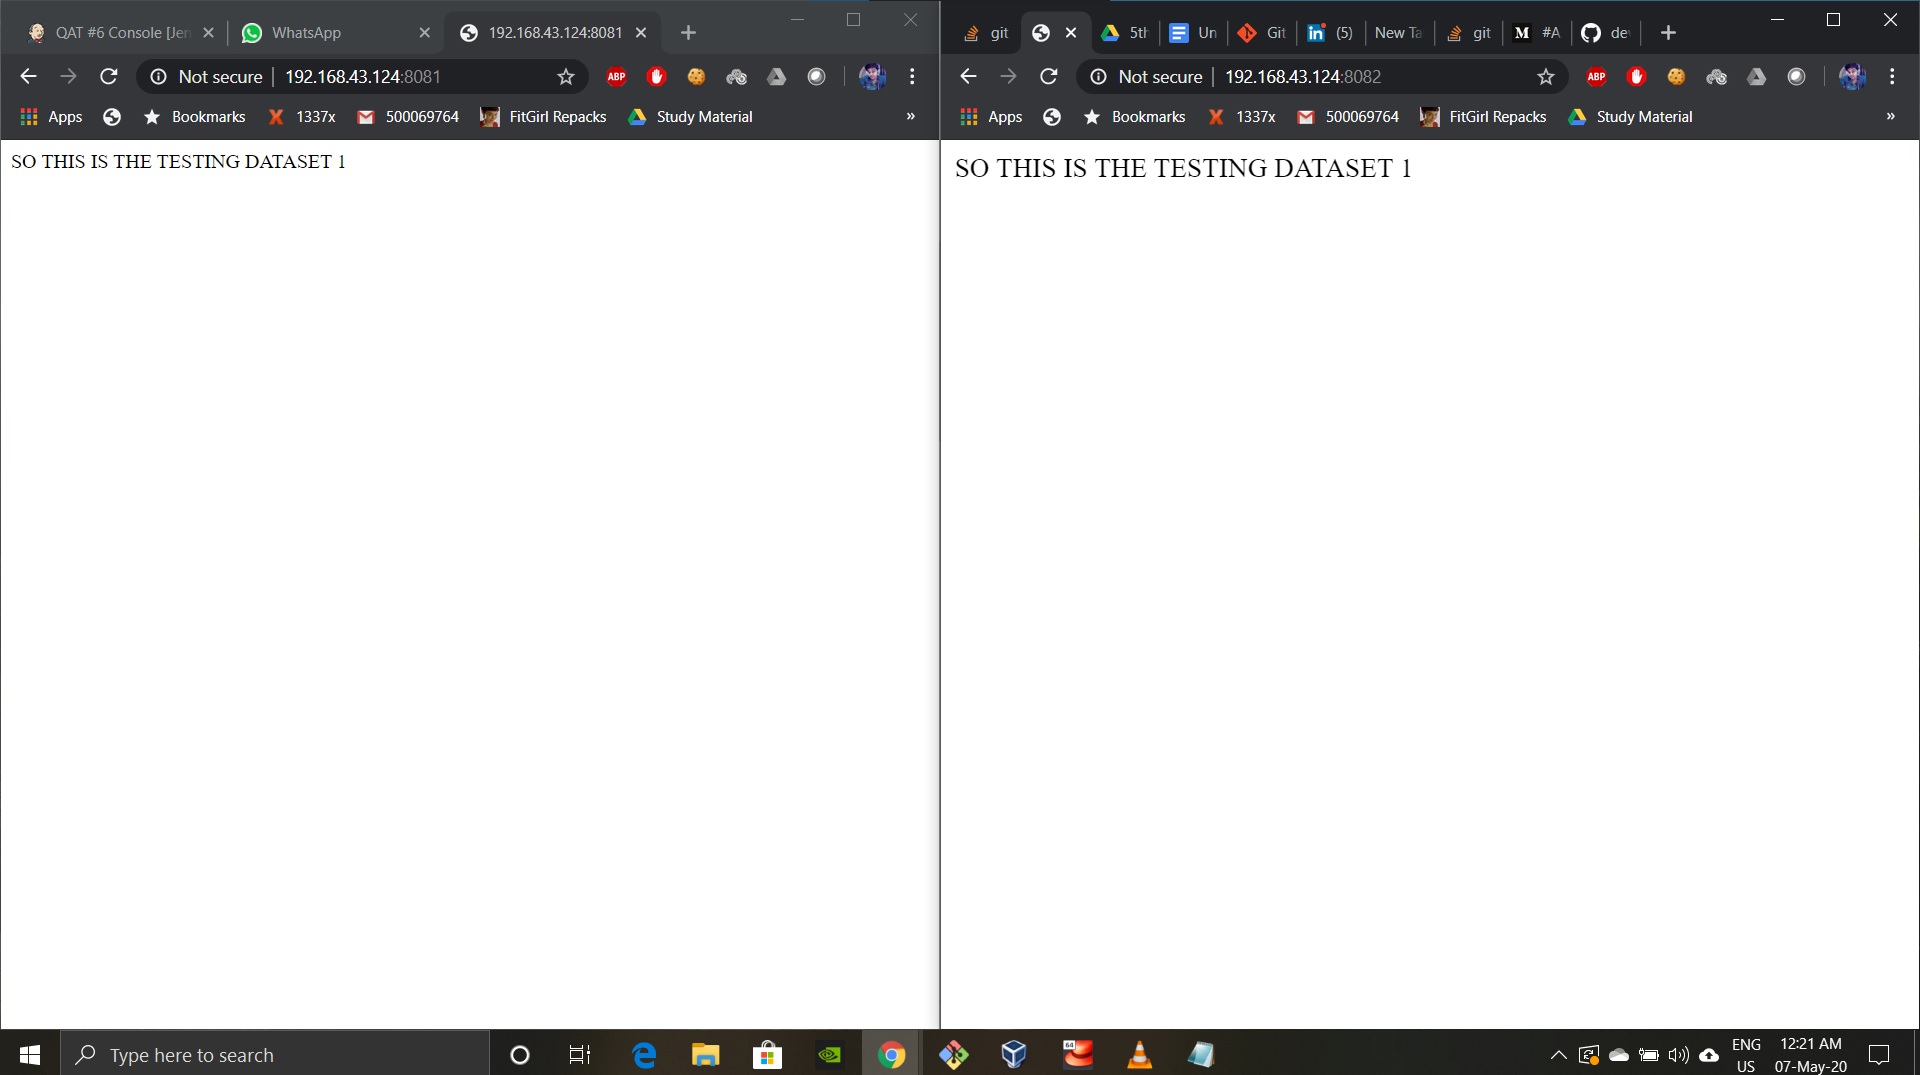 QAT #6 Console [Jen
WhatsApp
192.168.43.124:8081
Not secure
192.168.43.124:8081
ABP
Apps
Bookmarks
1337x
500069764
FitGirl Repacks
Study Material
»
SO THIS IS THE TESTING DATASET 1
git
5th
Un
Git
in
(5)
New Ta
git
M
#A
de
Not secure
192.168.43.124:8082
ABP
Apps
Bookmarks
1337x
500069764
FitGirl Repacks
Study Material
»
SO THIS IS THE TESTING DATASET 1
Type here to search
64
ENG
US
12:21 AM
07-May-20